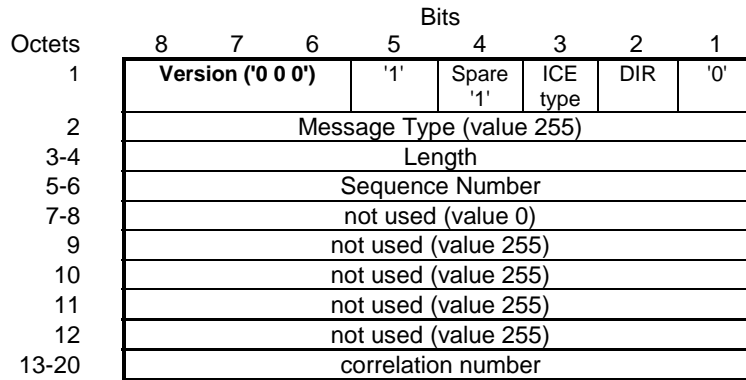 Bits
Octets 8 7 6 5 4 3 2 1
1 Version ('0 0 0') '1' Spare '1' ICE type DIR '0'
2 Message Type (value 255)
3-4 Length
5-6 Sequence Number
7-8 not used (value 0)
9 not used (value 255)
10 not used (value 255)
11 not used (value 255)
12 not used (value 255)
13-20 correlation number